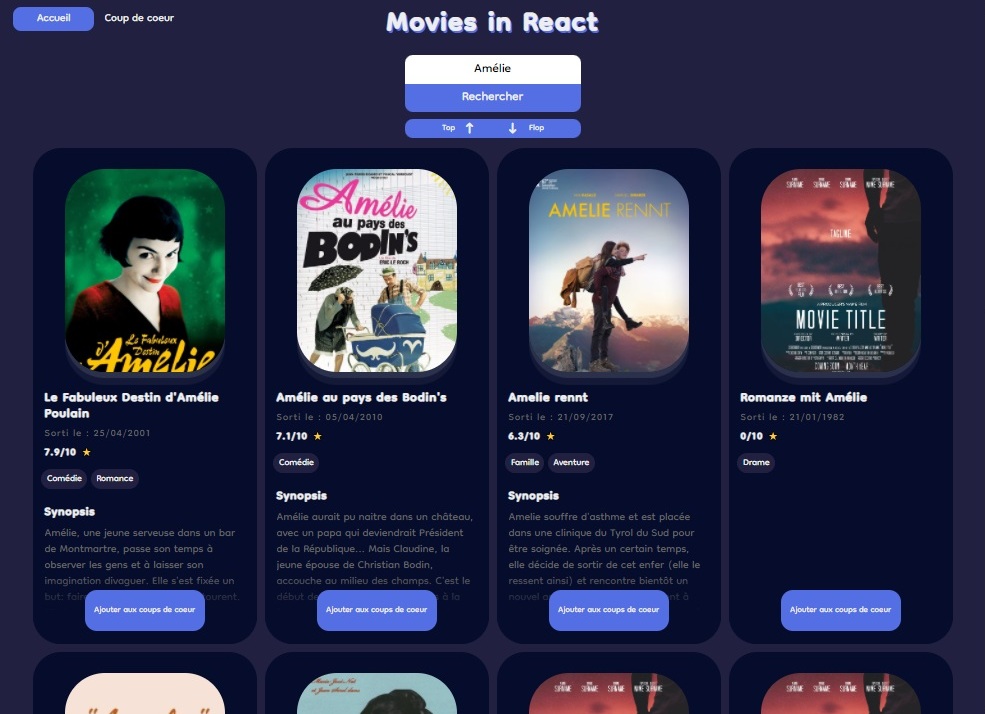 Accueil
Coup de coeur
Movies in React
Amélie
Rechercher
Top ↑ ↓ Flop
Le Fabuleux
Destin
d'Amélie
Amélie
au pays des
BODIN'S
AMELIE RENNT
TAGLINE
MOVIE TITLE
Le Fabuleux Destin d'Amélie
Poulain
Sorti le : 25/04/2001
7.9/10 ★
Comédie Romance
Synopsis
Amélie, une jeune serveuse dans un bar
de Montmartre, passe son temps à
observer les gens et à laisser son
imagination divaguer. Elle s'est fixée un
but:
Ajouter aux coups de coeur
Amélie au pays des Bodin's
Sorti le : 05/04/2010
7.1/10 ★
Comédie
Synopsis
Amélie aurait pu naitre dans un château,
avec un papa qui deviendrait Président
de la République... Mais Claudine, la
jeune épouse de Christian Bodin,
accouche au milieu des champs. C'est le
début à la
Ajouter aux coups de coeur
Amelie rennt
Sorti le : 21/09/2017
6.3/10 ★
Famille Aventure
Synopsis
Amelie souffre d'asthme et est placée
dans une clinique du Tyrol du Sud pour
être soignée. Après un certain temps,
elle décide de sortir de cet enfer (elle le
ressent ainsi) et rencontre bientôt un
nouvel à
Ajouter aux coups de coeur
Romanze mit Amélie
Sorti le : 21/01/1982
0/10 ★
Drame
Ajouter aux coups de coeur